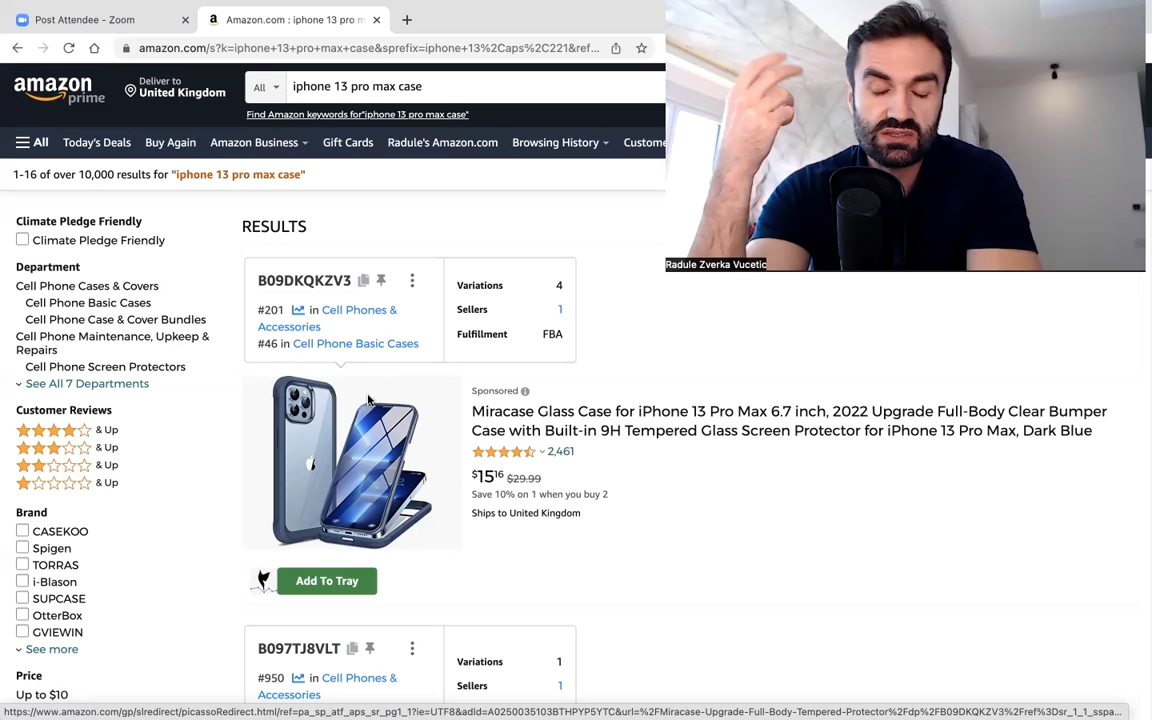 Post Attendee - Zoom
Amazon.com : iphone 13 pro m
amazon.com/s?k=iphone+13+pro+max+case&sprefix=iphone+13%2Caps%2C221&ref...
amazon
prime
Deliver to
United Kingdom
All
iphone 13 pro max case
Find Amazon keywords for"iphone 13 pro max case"
All Today's Deals Buy Again Amazon Business Gift Cards Radule's Amazon.com Browsing History Custome
1-16 of over 10,000 results for "iphone 13 pro max case"
Radule Zverka Vucetic
Climate Pledge Friendly
Climate Pledge Friendly
Department
Cell Phone Cases & Covers
Cell Phone Basic Cases
Cell Phone Case & Cover Bundles
Cell Phone Maintenance, Upkeep &
Repairs
Cell Phone Screen Protectors
See All 7 Departments
Customer Reviews
& Up
& Up
& Up
& Up
Brand
CASEKOO
Spigen
TORRAS
i-Blason
SUPCASE
OtterBox
GVIEWIN
See more
Price
Up to $10
RESULTS
B09DKQKZV3
#201 in Cell Phones &
Accessories
#46 in Cell Phone Basic Cases
Variations 4
Sellers 1
Fulfillment FBA
Sponsored
Miracase Glass Case for iPhone 13 Pro Max 6.7 inch, 2022 Upgrade Full-Body Clear Bumper
Case with Built-in 9H Tempered Glass Screen Protector for iPhone 13 Pro Max, Dark Blue
2,461
$15 16 $29.99
Save 10% on 1 when you buy 2
Ships to United Kingdom
Add To Tray
B097TJ8VLT
#950 in Cell Phones &
Accessories
Variations 1
Sellers 1
https://www.amazon.com/gp/slredirect/picassoRedirect.html/ref=pa_sp_atf_aps_sr_pg1_1?ie=UTF8&adId=A0250035103BTHPYP5YTC&url=%2FMiracase-Upgrade-Full-Body-Tempered-Protector%2Fdp%2FB09DKQKZV3%2Fref%3Dsr_1_1_sspa...